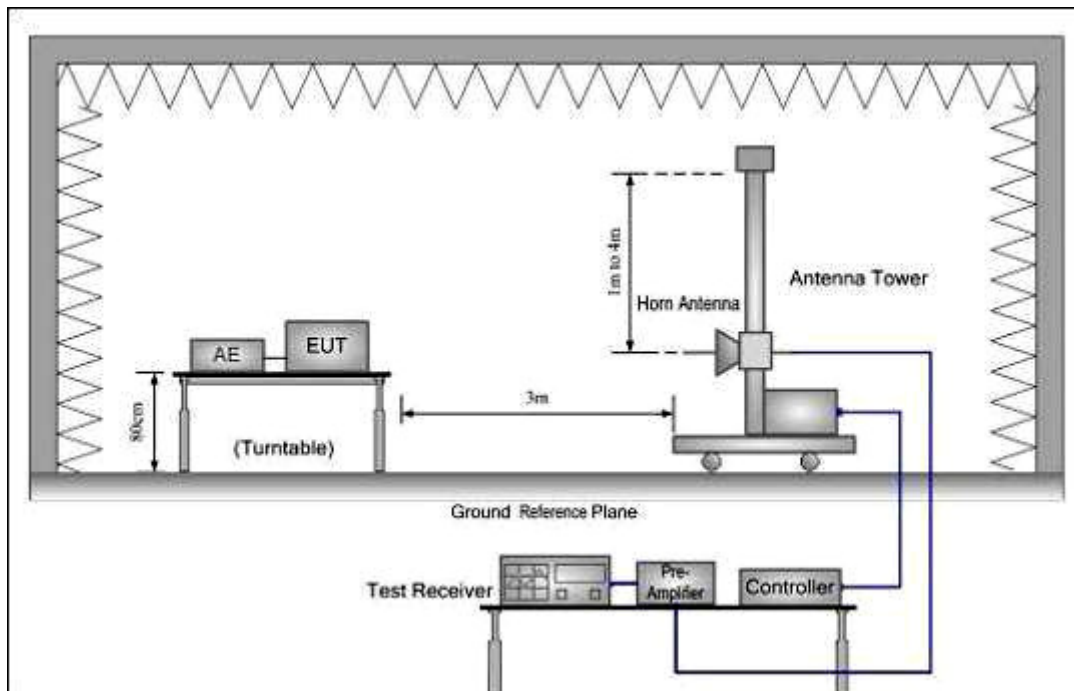 1m to 4m
Antenna Tower
Horn Antenna
AE
EUT
3m
80cm
(Turntable)
Ground Reference Plane
Test Receiver
Pre-
Amplifier
Controller